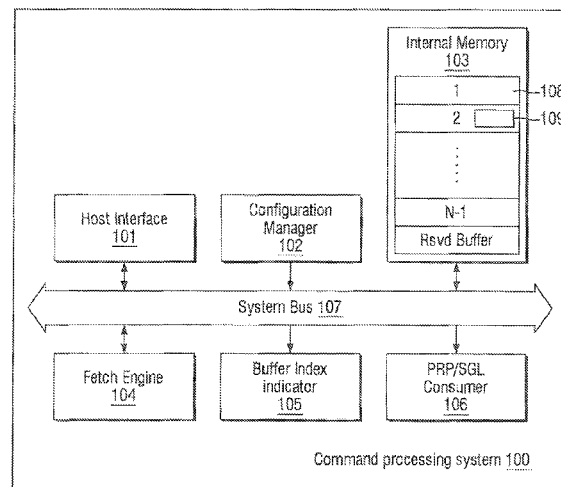 Internal Memory
103
1
108
2
109
N-1
Rsvd Buffer
Host Interface
101
Configuration
Manager
102
System Bus 107
Fetch Engine
104
Buffer Index
indicator
105
PRP/SGL
Consumer
106
Command processing system 100